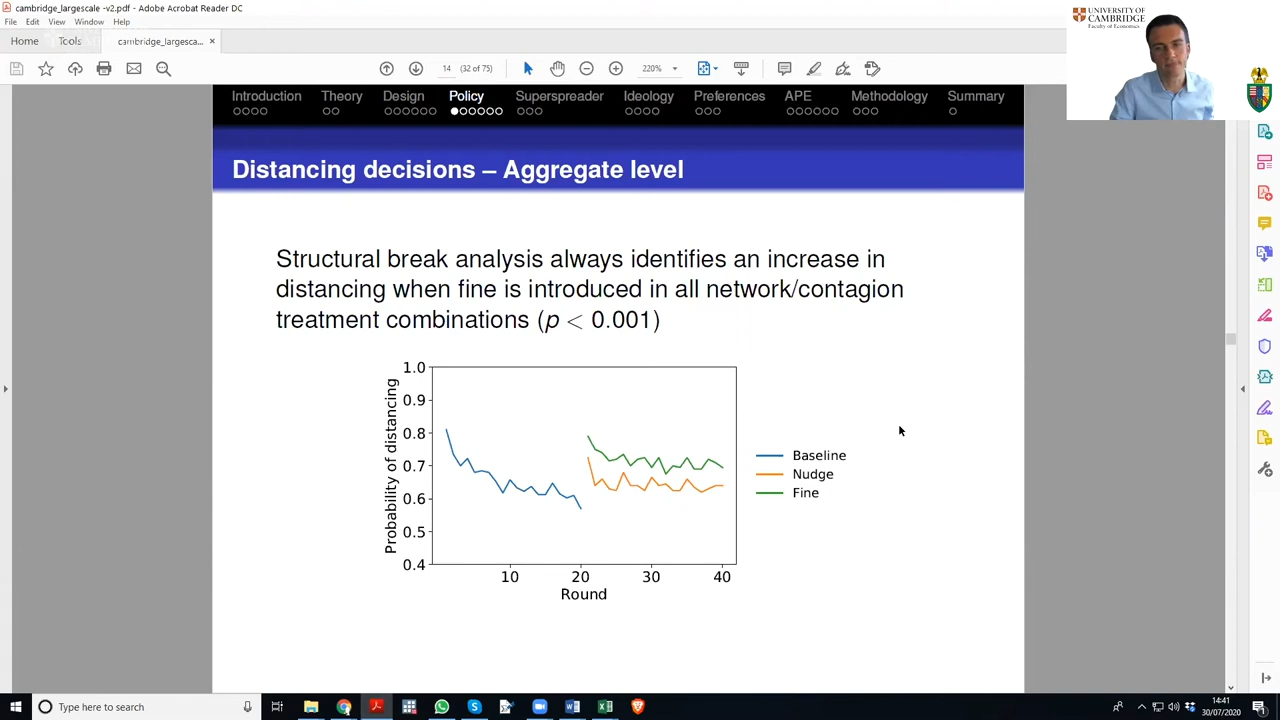 cambridge_largescale -v2.pdf - Adobe Acrobat Reader DC
File Edit View Window Help
Home Tools cambridge_largesca... ×
14 (32 of 75) 220%
UNIVERSITY OF
CAMBRIDGE
Faculty of Economics
Introduction Theory Design Policy Superspreader Ideology Preferences APE Methodology Summary
Distancing decisions – Aggregate level
Structural break analysis always identifies an increase in
distancing when fine is introduced in all network/contagion
treatment combinations (p < 0.001)
Probability of distancing
1.0
0.9
0.8
0.7
0.6
0.5
0.4
10 20 30 40
Round
Baseline
Nudge
Fine
Type here to search
14:41
30/07/2020